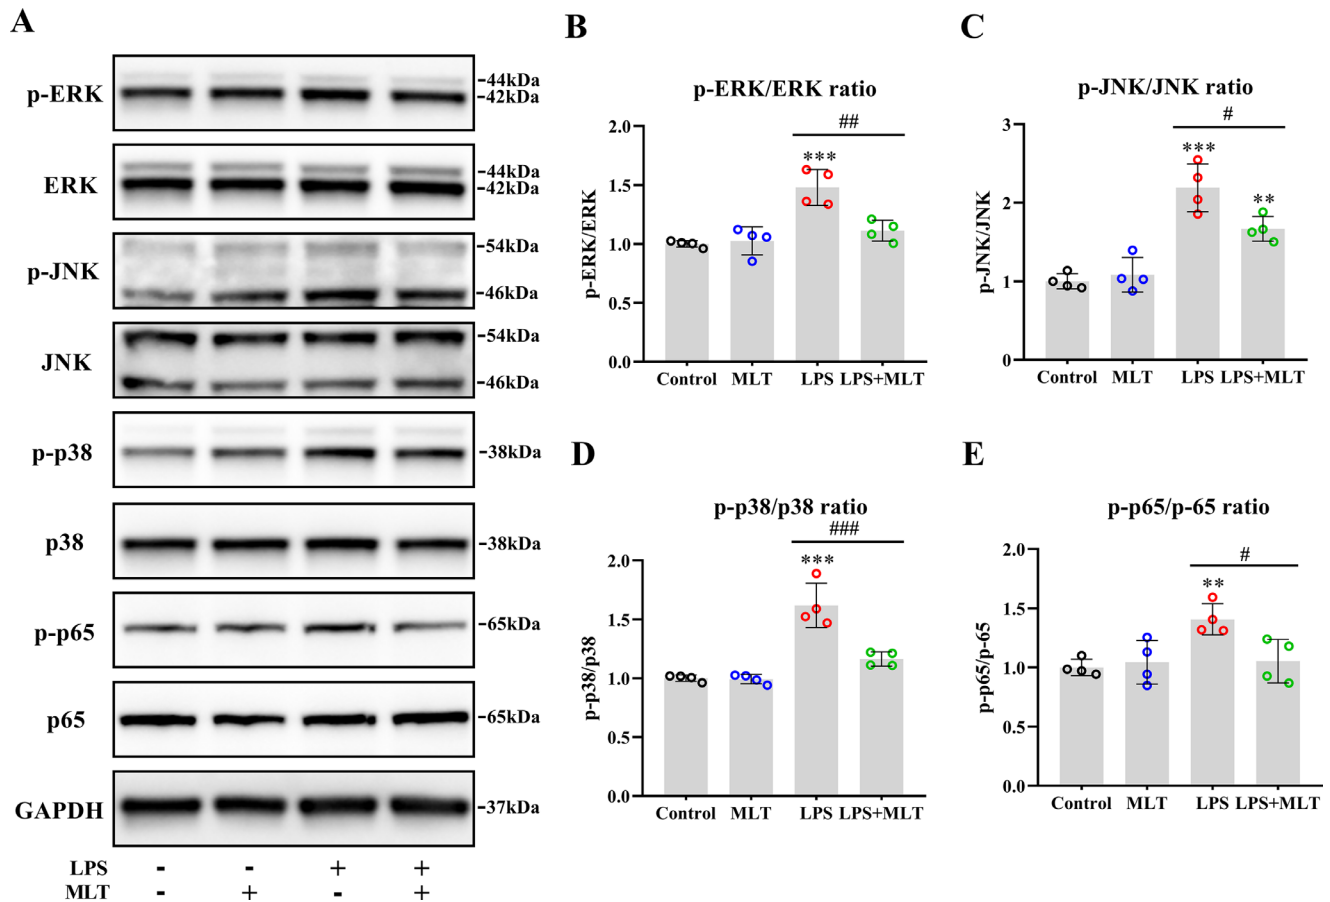 A
p-ERK
-44kDa
-42kDa
ERK
-44kDa
-42kDa
p-JNK
-54kDa
-46kDa
JNK
-54kDa
-46kDa
p-p38
-38kDa
p38
-38kDa
p-p65
-65kDa
p65
-65kDa
GAPDH
-37kDa
LPS - - + +
MLT - + - +
B
p-ERK/ERK ratio
##
***
p-ERK/ERK
2.0
1.5
1.0
0.5
0.0
Control MLT LPS LPS+MLT
C
p-JNK/JNK ratio
#
***
**
p-JNK/JNK
3
2
1
0
Control MLT LPS LPS+MLT
D
p-p38/p38 ratio
###
***
p-p38/p38
2.0
1.5
1.0
0.5
0.0
Control MLT LPS LPS+MLT
E
p-p65/p-65 ratio
#
**
p-p65/p-65
2.0
1.5
1.0
0.5
0.0
Control MLT LPS LPS+MLT